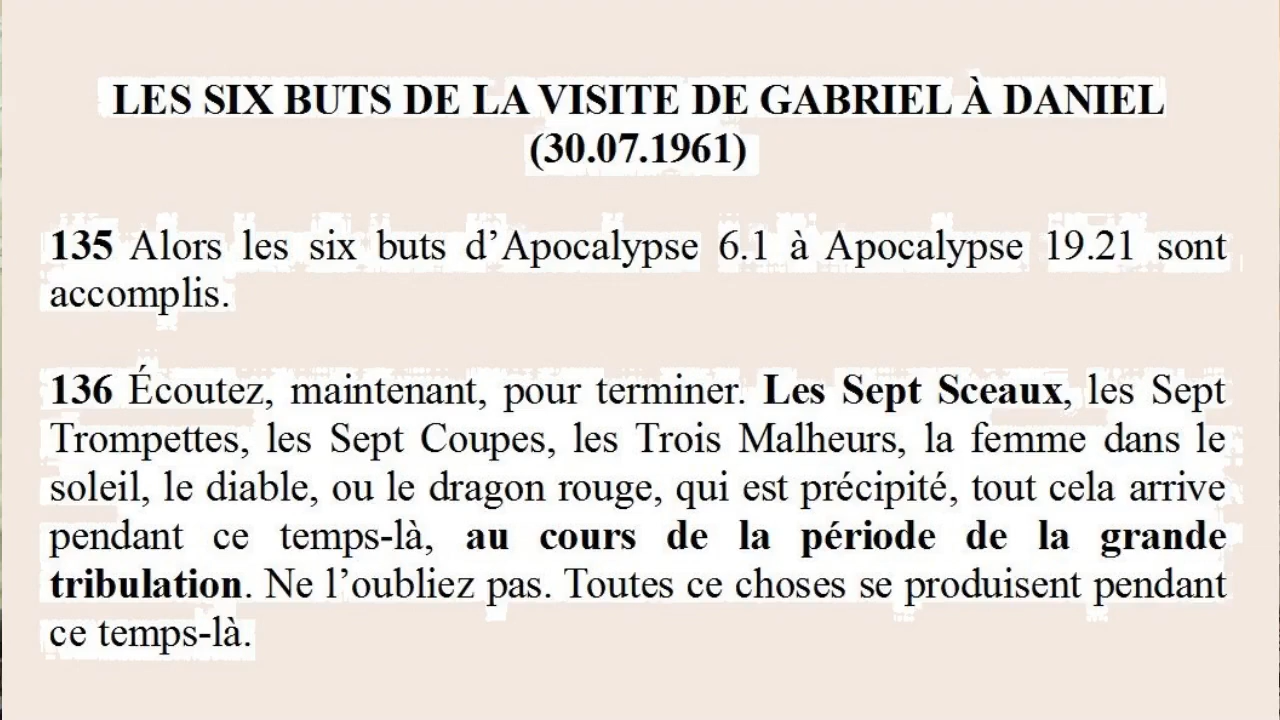 LES SIX BUTS DE LA VISITE DE GABRIEL À DANIEL
(30.07.1961)
135 Alors les six buts d’Apocalypse 6.1 à Apocalypse 19.21 sont
accomplis.
136 Écoutez, maintenant, pour terminer. Les Sept Sceaux, les Sept
Trompettes, les Sept Coupes, les Trois Malheurs, la femme dans le
soleil, le diable, ou le dragon rouge, qui est précipité, tout cela arrive
pendant ce temps-là, au cours de la période de la grande
tribulation. Ne l’oubliez pas. Toutes ce choses se produisent pendant
ce temps-là.